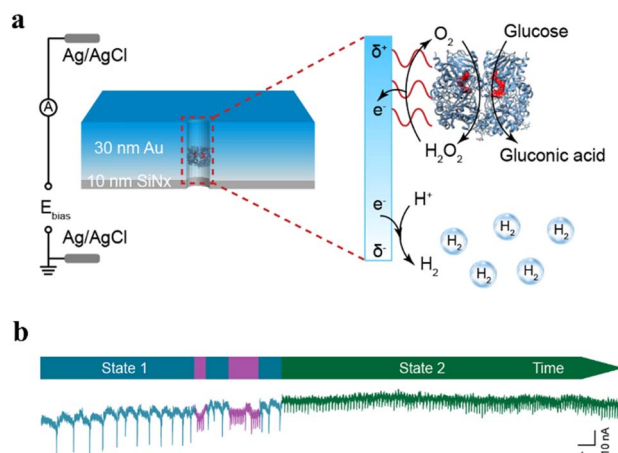 a
Ag/AgCl
A
30 nm Au
10 nm SiNx
E_bias
Ag/AgCl
δ⁺
e⁻
e⁻
δ⁻
O₂
Glucose
H₂O₂
Gluconic acid
H⁺
H₂
H₂
H₂
H₂
H₂
H₂
b
State 1
State 2
Time
10 nA